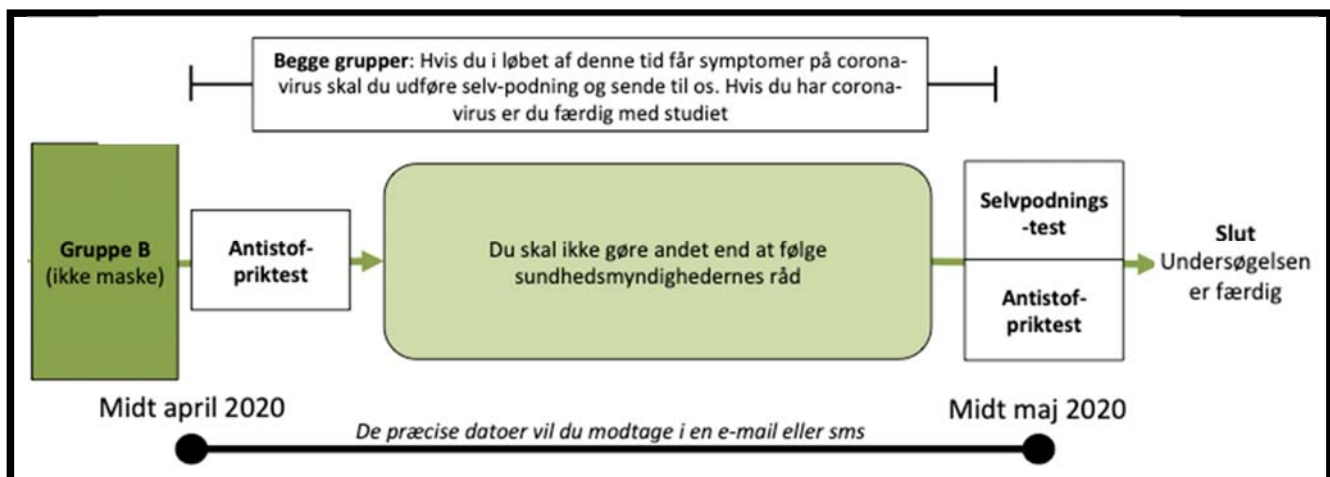 Begge grupper: Hvis du i løbet af denne tid får symptomer på corona-
virus skal du udføre selv-podning og sende til os. Hvis du har corona-
virus er du færdig med studiet
Gruppe B
(ikke maske)
Antistof-
priktest
Du skal ikke gøre andet end at følge
sundhedsmyndighedernes råd
Selvpodnings
-test
Antistof-
priktest
Slut
Undersøgelsen
er færdig
Midt april 2020
Midt maj 2020
De præcise datoer vil du modtage i en e-mail eller sms